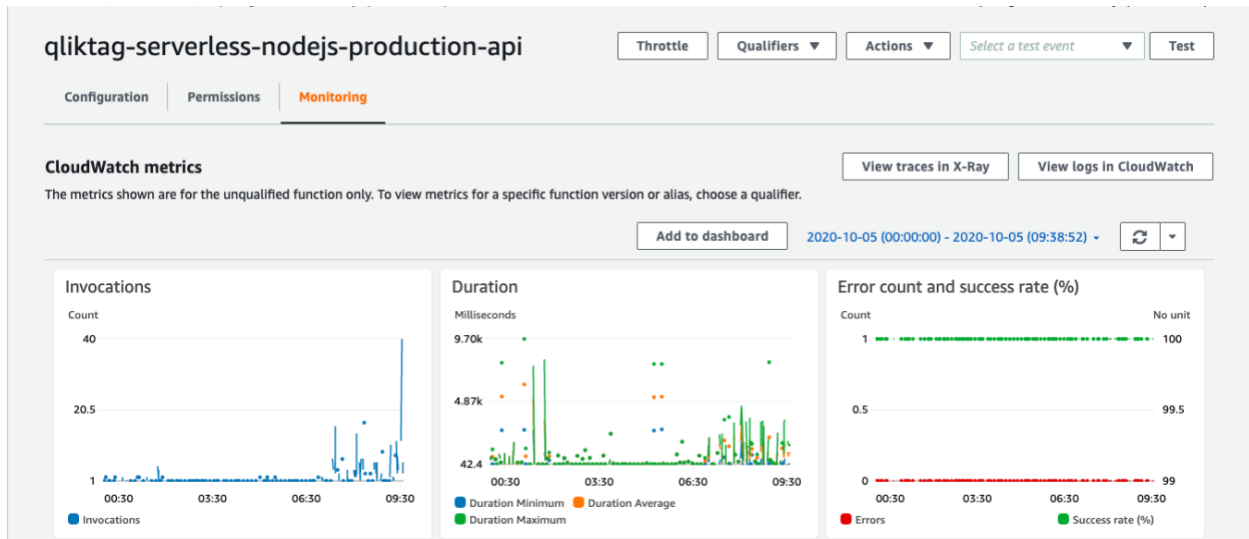 qliktag-serverless-nodejs-production-api
Throttle
Qualifiers
Actions
Select a test event
Test
Configuration
Permissions
Monitoring
CloudWatch metrics
View traces in X-Ray
View logs in CloudWatch
The metrics shown are for the unqualified function only. To view metrics for a specific function version or alias, choose a qualifier.
Add to dashboard
2020-10-05 (00:00:00) - 2020-10-05 (09:38:52)
Invocations
Count
40
20.5
1
00:30 03:30 06:30 09:30
Invocations
Duration
Milliseconds
9.70k
4.87k
42.4
00:30 03:30 06:30 09:30
Duration Minimum Duration Average
Duration Maximum
Error count and success rate (%)
Count No unit
1 100
0.5 99.5
0 99
00:30 03:30 06:30 09:30
Errors Success rate (%)